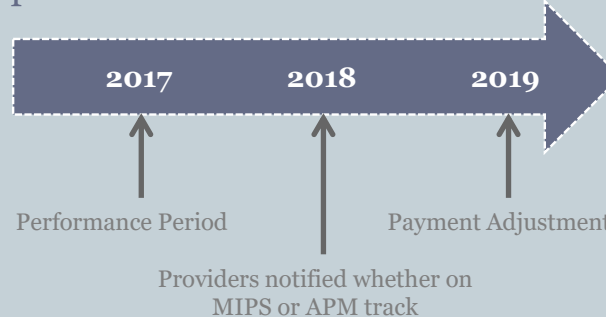 2017 2018 2019
Performance Period Payment Adjustment
Providers notified whether on
MIPS or APM track